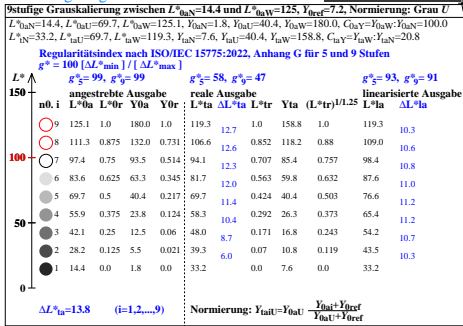 9stufige Grauskalierung zwischen L*0aN=14.4 und L*0aW=125, Y0ref=7.2, Normierung: Grau U
L*0aN=14.4, L*0aU=69.7, L*0aW=125.1, Y0aN=1.8, Y0aU=40.4, Y0aW=180.0, C0aY=Y0aW:Y0aN=100.0
L*taN=33.2, L*taU=69.7, L*taW=119.3, YtaN=7.6, YtaU=40.4, YtaW=158.8, CtaY=YtaW:YtaN=20.8
Regularitätsindex nach ISO/IEC 15775:2022, Anhang G für 5 und 9 Stufen
g* = 100 [ΔL*min ] / [ ΔL*max ]
L* g*5= 99, g*9= 99 g*5= 58, g*9= 47 g*5= 93, g*9= 91
150 angestrebte Ausgabe reale Ausgabe linearisierte Ausgabe
n0. i L*0a L*0r Y0a Y0r L*ta ΔL*ta L*tr Yta (L*tr)1/1.25 L*la ΔL*la
9 125.1 1.0 180.0 1.0 119.3 1.0 158.8 1.0 119.3
12.7 10.3
8 111.3 0.875 132.0 0.731 106.6 0.852 118.2 0.88 109.0
12.6 10.6
100 7 97.4 0.75 93.5 0.514 94.1 0.707 85.4 0.757 98.4
12.3 10.8
6 83.6 0.625 63.3 0.345 81.7 0.563 59.8 0.632 87.6
12.0 11.0
5 69.7 0.5 40.4 0.217 69.7 0.424 40.4 0.503 76.6
11.4 11.2
50 4 55.9 0.375 23.8 0.124 58.3 0.292 26.3 0.373 65.4
10.4 11.2
3 42.1 0.25 12.5 0.06 48.0 0.171 16.8 0.243 54.2
8.7 10.7
2 28.2 0.125 5.5 0.021 39.3 0.07 10.8 0.119 43.5
6.0 10.3
1 14.4 0.0 1.8 0.0 33.2 0.0 7.6 0.0 33.2
0
ΔL*ta=13.8 (i=1,2,...,9) Normierung: YtaiU=Y0aU (Y0ai+Y0ref)/(Y0aU+Y0ref)